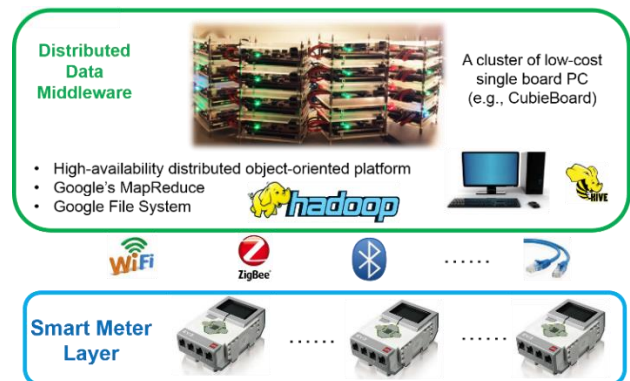 Distributed
Data
Middleware
A cluster of low-cost
single board PC
(e.g., CubieBoard)
• High-availability distributed object-oriented platform
• Google's MapReduce
• Google File System
hadoop
HIVE
WiFi
ZigBee®
......
Smart Meter
Layer
......
......